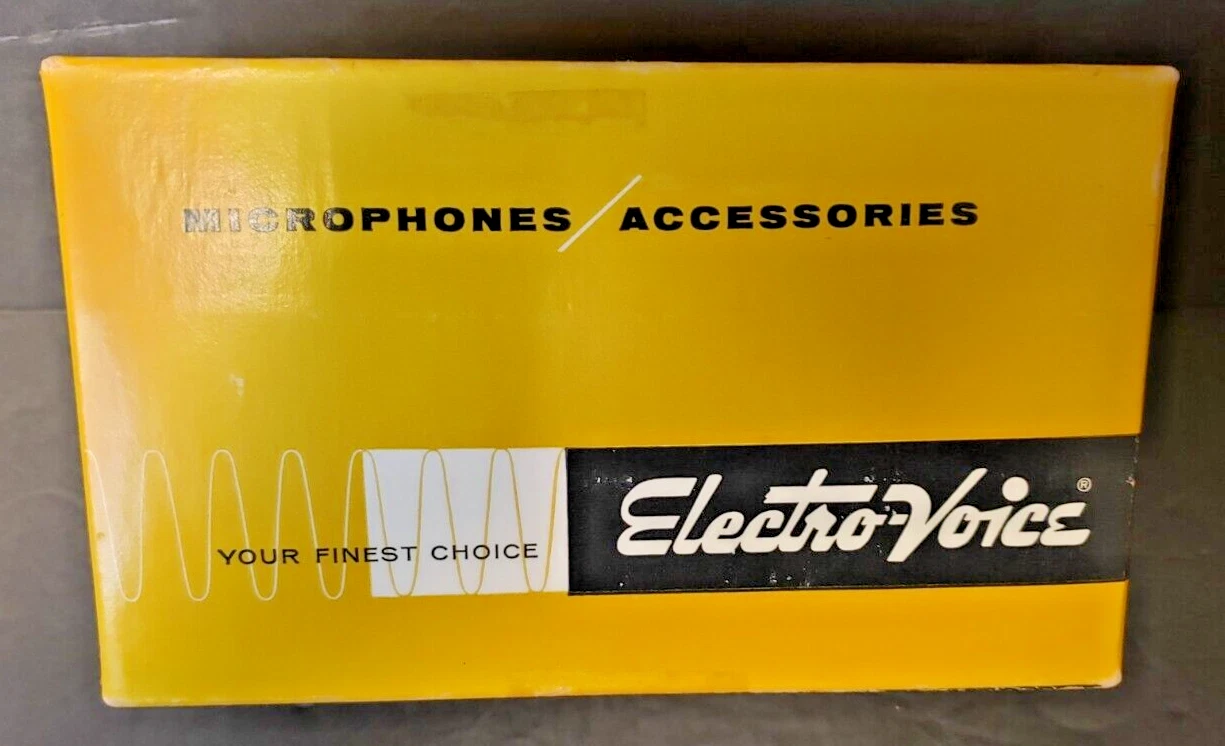 MICROPHONES / ACCESSORIES
YOUR FINEST CHOICE
Electro-Voice®